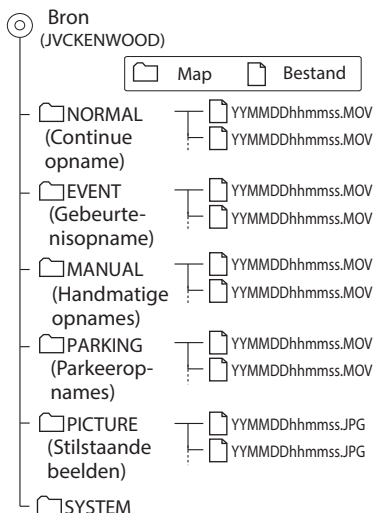 Bron
(JVCKENWOOD)
Map Bestand
NORMAL YYMMDDhhmmss.MOV
(Continue YYMMDDhhmmss.MOV
opname)
EVENT YYMMDDhhmmss.MOV
(Gebeurte- YYMMDDhhmmss.MOV
nisopname)
MANUAL YYMMDDhhmmss.MOV
(Handmatige YYMMDDhhmmss.MOV
opnames)
PARKING YYMMDDhhmmss.MOV
(Parkeerop- YYMMDDhhmmss.MOV
names)
PICTURE YYMMDDhhmmss.JPG
(Stilstaande YYMMDDhhmmss.JPG
beelden)
SYSTEM